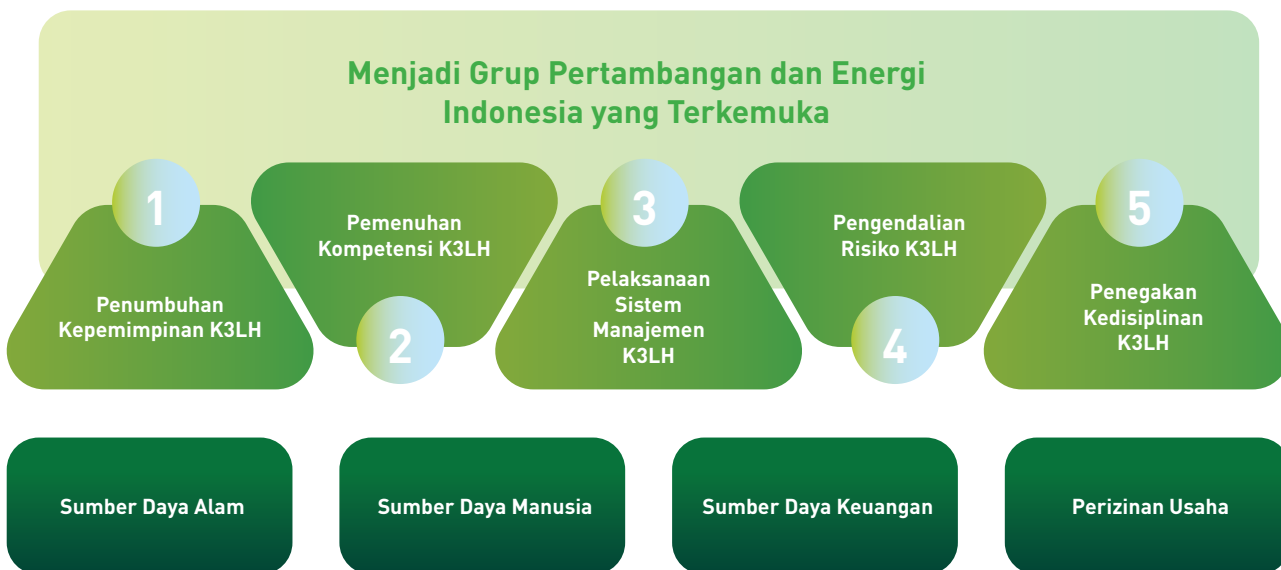 Menjadi Grup Pertambangan dan Energi
Indonesia yang Terkemuka
1
Penumbuhan
Kepemimpinan K3LH
Pemenuhan
Kompetensi K3LH
2
3
Pelaksanaan
Sistem
Manajemen
K3LH
Pengendalian
Risiko K3LH
4
5
Penegakan
Kedisiplinan
K3LH
Sumber Daya Alam
Sumber Daya Manusia
Sumber Daya Keuangan
Perizinan Usaha